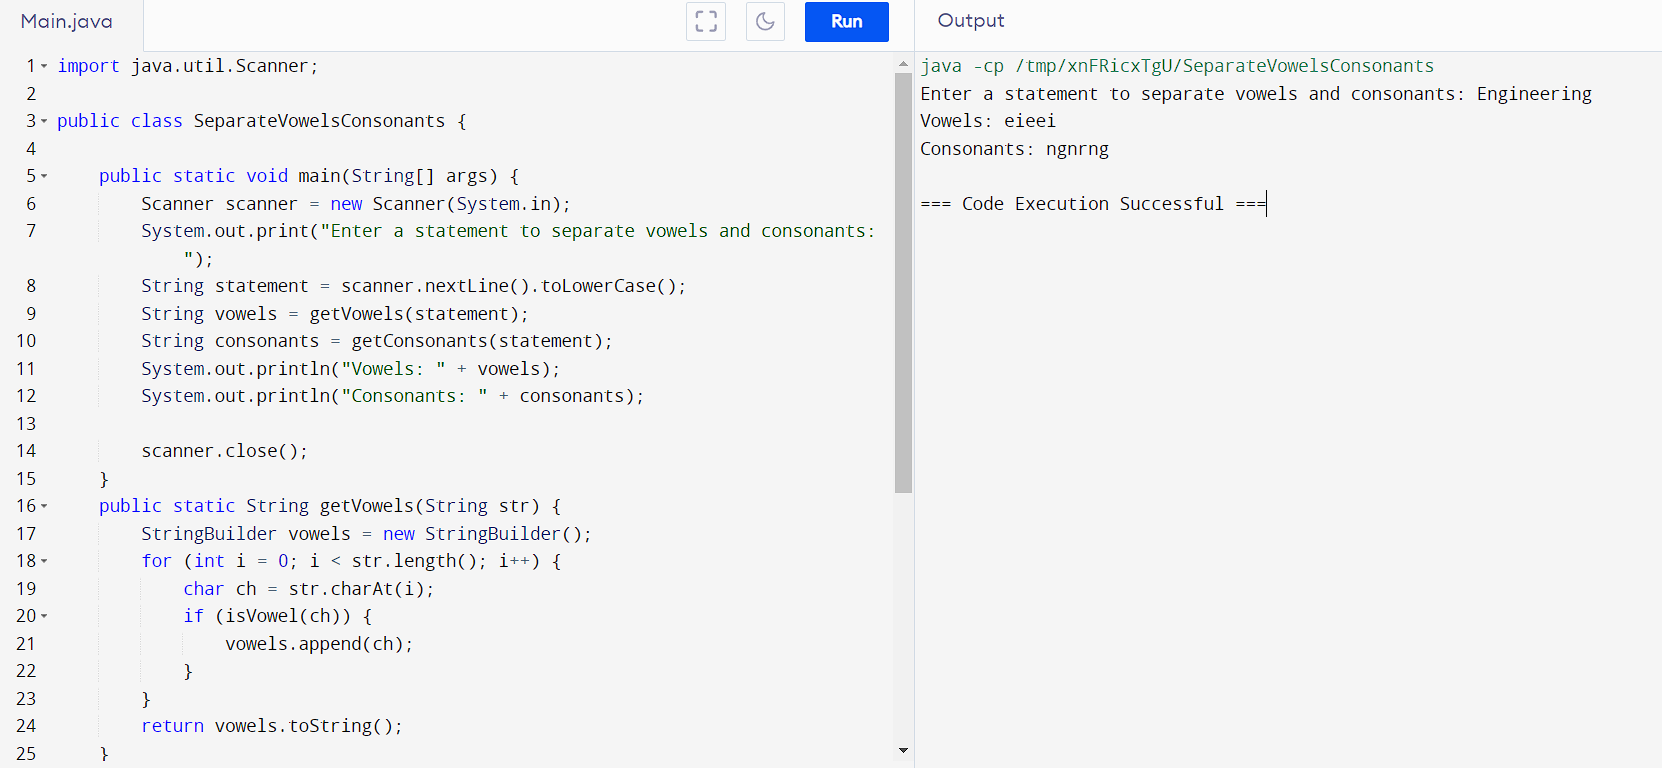 Main.java
Run
Output
1 import java.util.Scanner;
2
3 public class SeparateVowelsConsonants {
4
5 public static void main(String[] args) {
6 Scanner scanner = new Scanner(System.in);
7 System.out.print("Enter a statement to separate vowels and consonants:
");
8 String statement = scanner.nextLine().toLowerCase();
9 String vowels = getVowels(statement);
10 String consonants = getConsonants(statement);
11 System.out.println("Vowels: " + vowels);
12 System.out.println("Consonants: " + consonants);
13
14 scanner.close();
15 }
16 public static String getVowels(String str) {
17 StringBuilder vowels = new StringBuilder();
18 for (int i = 0; i < str.length(); i++) {
19 char ch = str.charAt(i);
20 if (isVowel(ch)) {
21 vowels.append(ch);
22 }
23 }
24 return vowels.toString();
25 }
java -cp /tmp/xnFRicxTgU/SeparateVowelsConsonants
Enter a statement to separate vowels and consonants: Engineering
Vowels: eieei
Consonants: ngnrng
=== Code Execution Successful ===